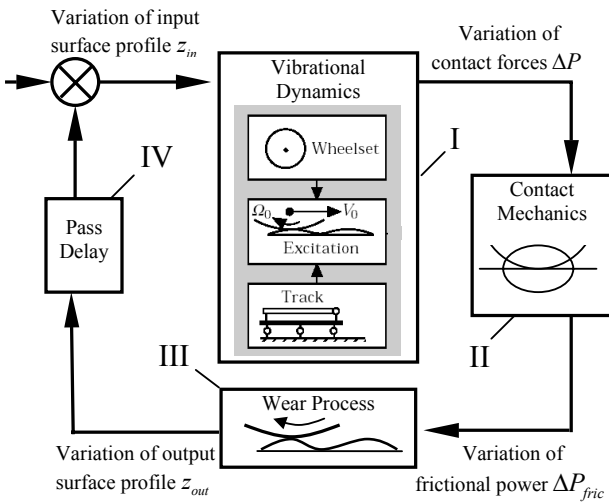 Variation of input
surface profile z_in
Vibrational
Dynamics
Wheelset
Ω₀
V₀
Excitation
Track
Variation of
contact forces ΔP
I
Contact
Mechanics
II
IV
Pass
Delay
III
Wear Process
Variation of output
surface profile z_out
Variation of
frictional power ΔP_fric